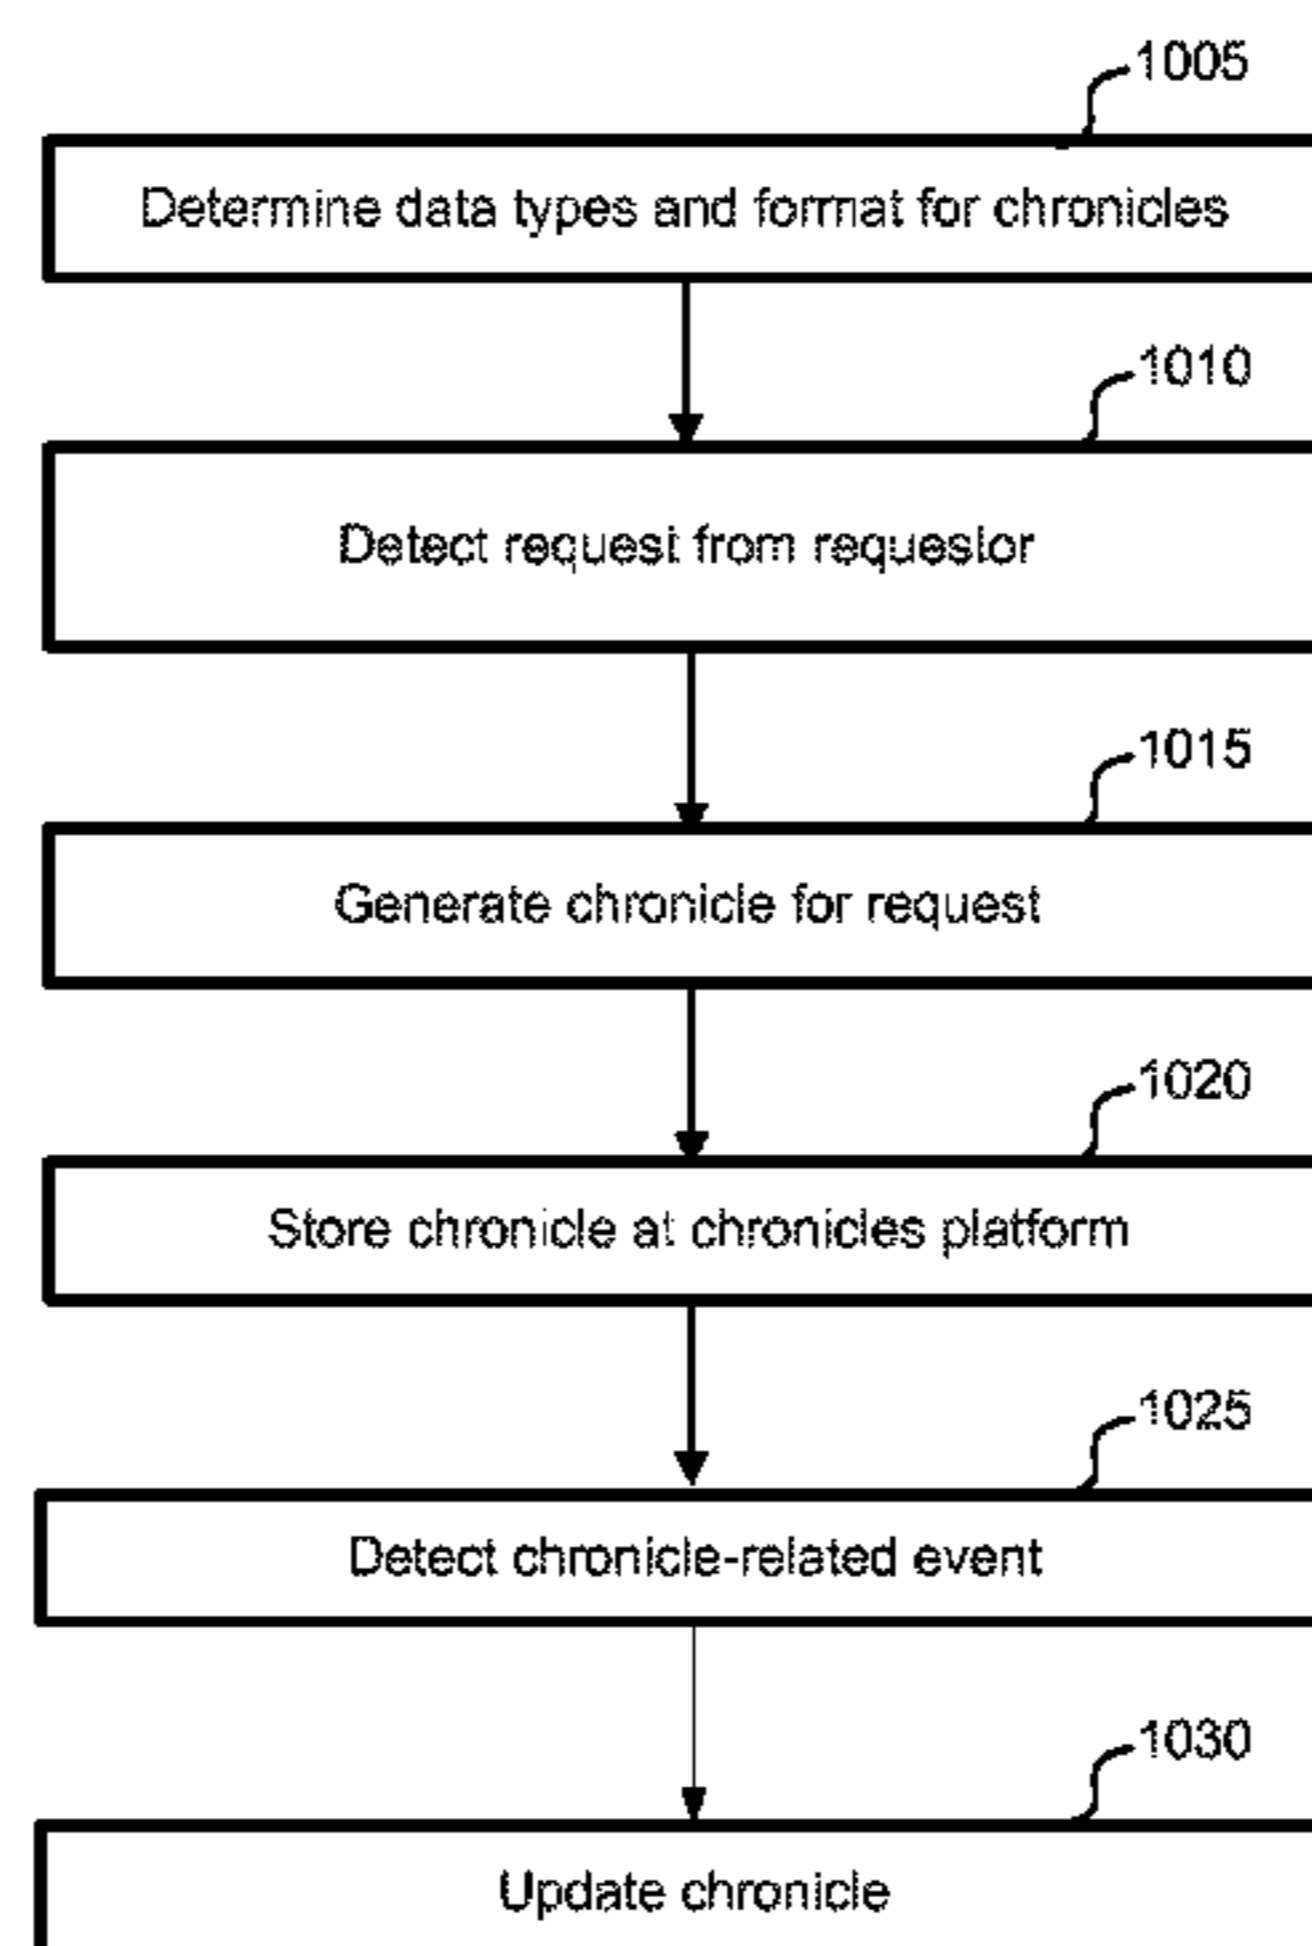 1005
Determine data types and format for chronicles
1010
Detect request from requestor
1015
Generate chronicle for request
1020
Store chronicle at chronicles platform
1025
Detect chronicle-related event
1030
Update chronicle